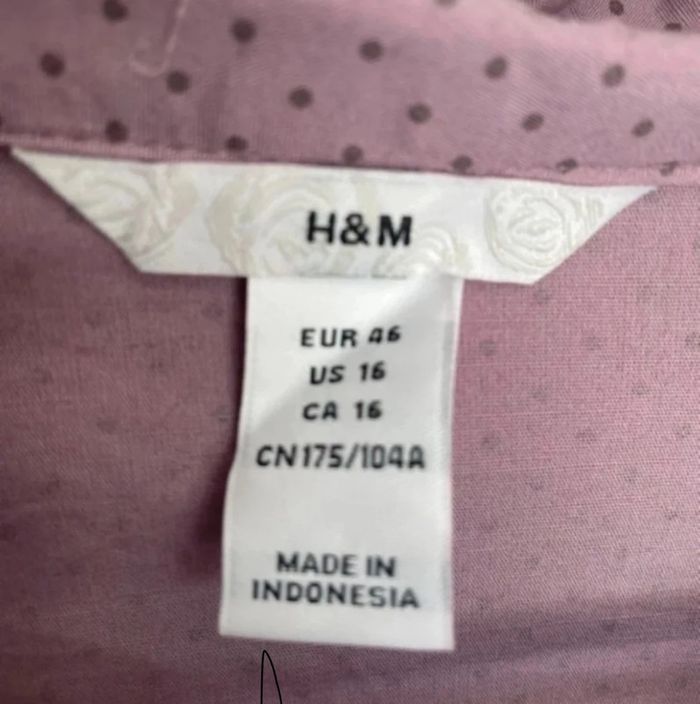 H&M
EUR 46
US 16
CA 16
CN175/104A
MADE IN
INDONESIA